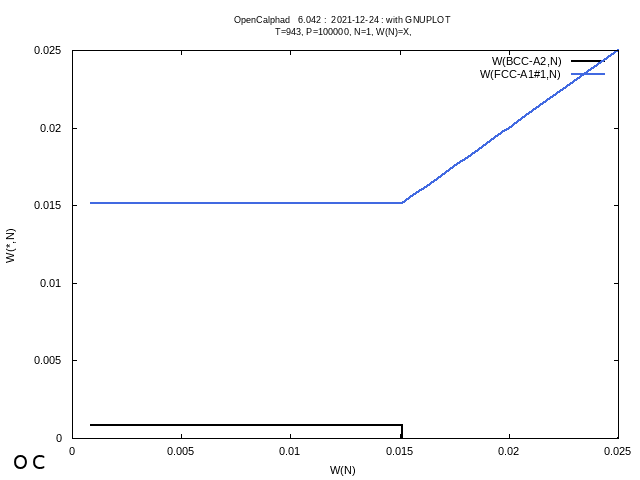 OpenCalphad 6.042 : 2021-12-24 : with GNUPLOT
T=943, P=100000, N=1, W(N)=X,
W(BCC-A2,N)
W(FCC-A1#1,N)
0.025
0.02
0.015
0.01
0.005
0
W(*,N)
0 0.005 0.01 0.015 0.02 0.025
W(N)
OC